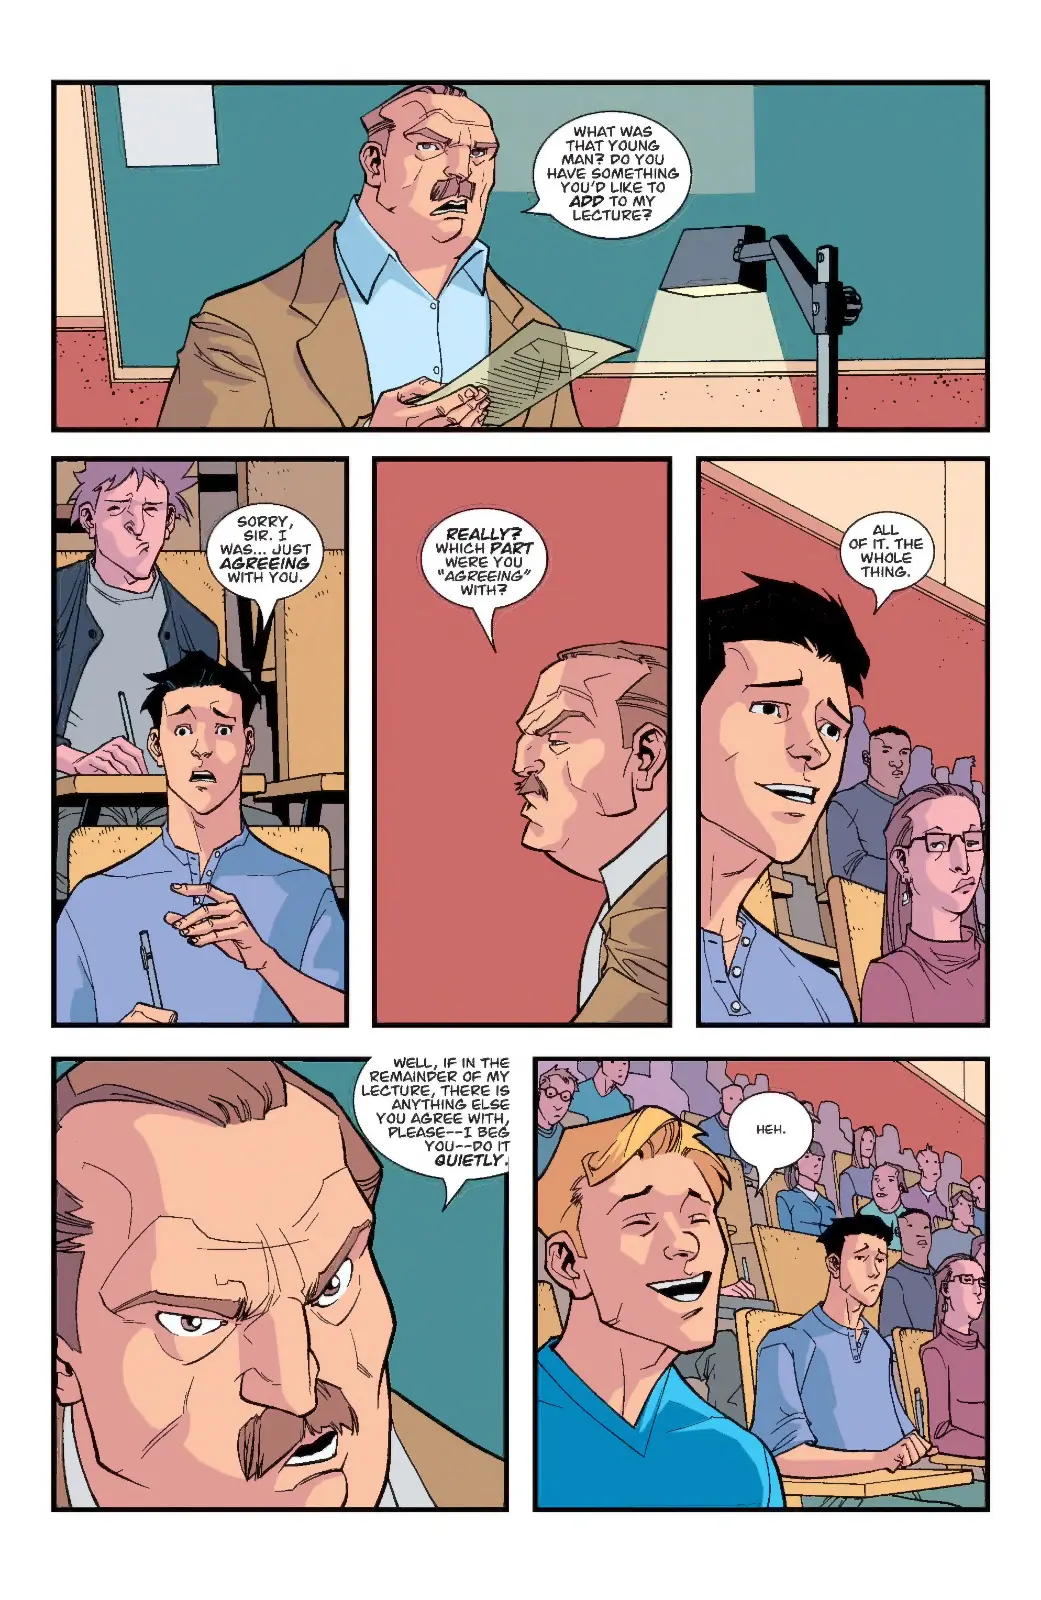 WHAT WAS
THAT YOUNG
MAN? DO YOU
HAVE SOMETHING
YOU'D LIKE TO
ADD TO MY
LECTURE?
SORRY,
SIR. I
WAS... JUST
AGREEING
WITH YOU.
REALLY?
WHICH PART
WERE YOU
"AGREEING"
WITH?
ALL
OF IT. THE
WHOLE
THING.
WELL, IF IN THE
REMAINDER OF MY
LECTURE, THERE IS
ANYTHING ELSE
YOU AGREE WITH,
PLEASE--I BEG
YOU--DO IT
QUIETLY.
HEH.